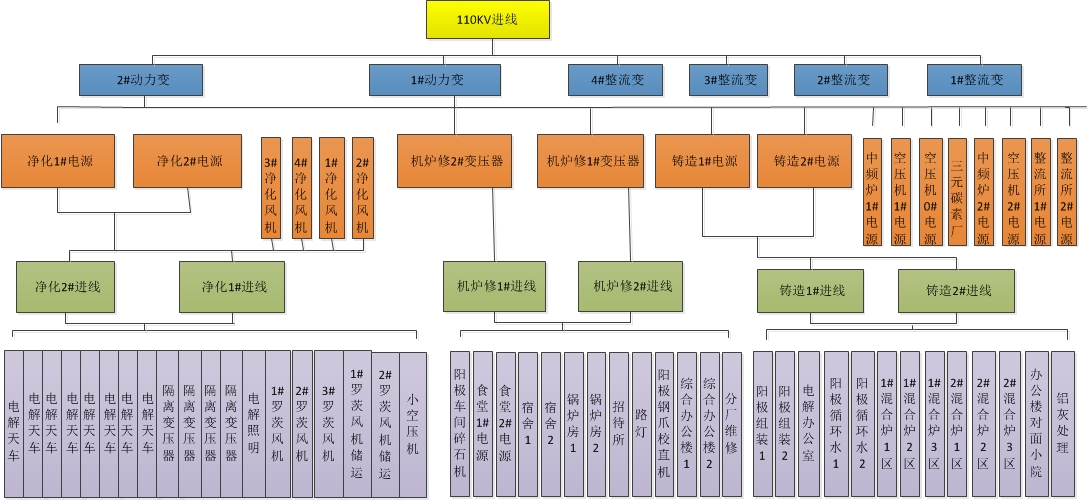 110KV进线
2#动力变
1#动力变
4#整流变
3#整流变
2#整流变
1#整流变
净化1#电源
净化2#电源
3#净化风机
4#净化风机
1#净化风机
2#净化风机
机炉修2#变压器
机炉修1#变压器
铸造1#电源
铸造2#电源
中频炉1#电源
空压机1#电源
空压机0#电源
三元碳素厂
中频炉2#电源
空压机2#电源
整流所1#电源
整流所2#电源
净化2#进线
净化1#进线
机炉修1#进线
机炉修2#进线
铸造1#进线
铸造2#进线
电解天车
电解天车
电解天车
电解天车
电解天车
电解天车
电解天车
电解天车
隔离变压器
隔离变压器
隔离变压器
隔离变压器
电解照明
1#罗茨风机
2#罗茨风机
3#罗茨风机
1#罗茨风机储运
2#罗茨风机储运
小空压机
阳极车间碎石机
食堂1#电源
食堂2#电源
宿舍1
宿舍2
锅炉房1
锅炉房2
招待所
路灯
阳极钢爪校直机
综合办公楼1
综合办公楼2
分厂维修
阳极组装1
阳极组装2
电解办公室
阳极循环水1
阳极循环水2
1#混合炉1区
1#混合炉2区
1#混合炉3区
2#混合炉1区
2#混合炉2区
2#混合炉3区
办公楼对面小院
铝灰处理